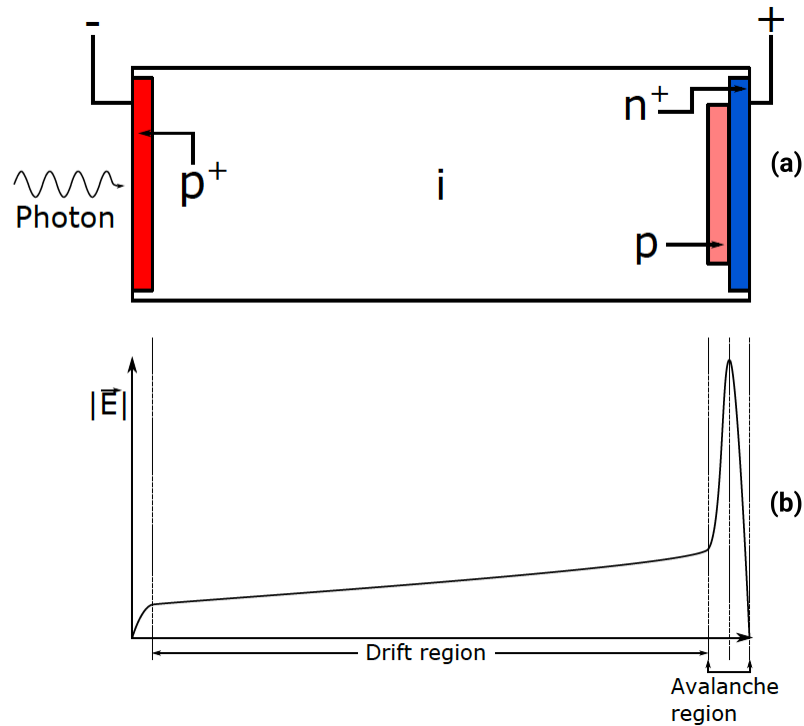 -
+
n⁺
p⁺
i
(a)
Photon
p
|E⃗|
(b)
Drift region
Avalanche
region